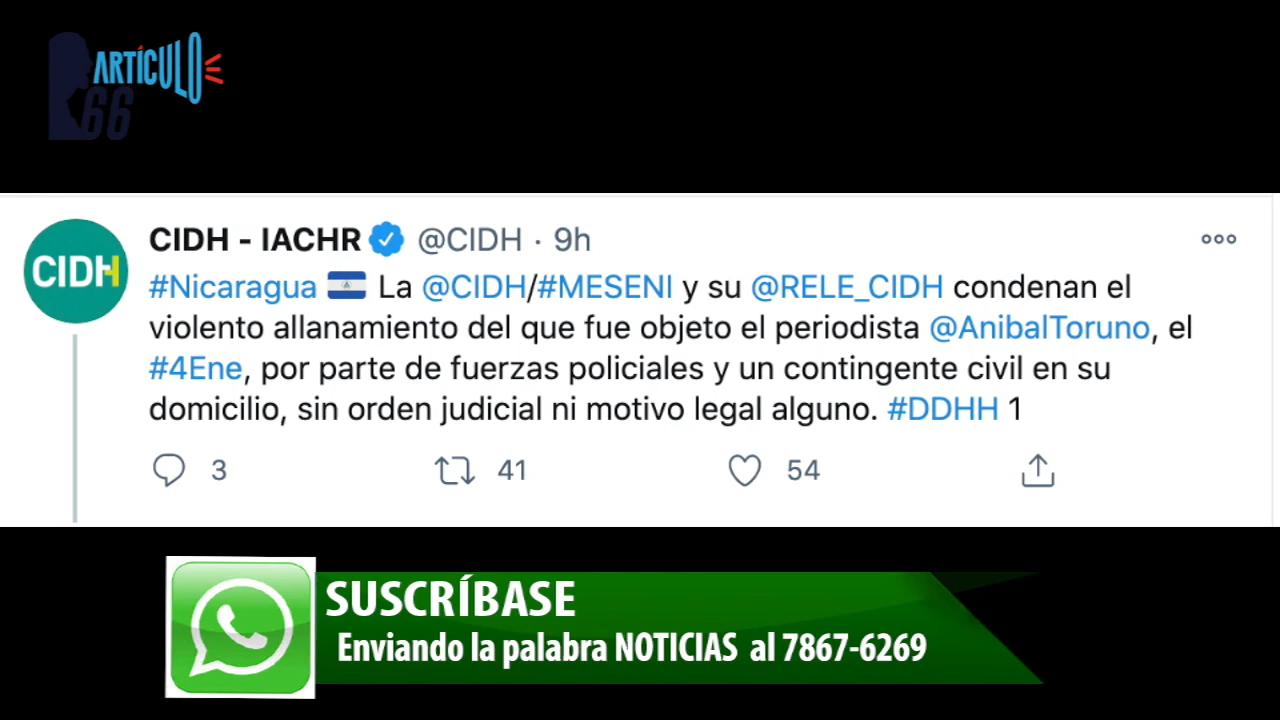 ARTÍCULO
66
CIDH
CIDH - IACHR @CIDH · 9h
#Nicaragua La @CIDH/#MESENI y su @RELE_CIDH condenan el
violento allanamiento del que fue objeto el periodista @AnibalToruno, el
#4Ene, por parte de fuerzas policiales y un contingente civil en su
domicilio, sin orden judicial ni motivo legal alguno. #DDHH 1
3 41 54
SUSCRÍBASE
Enviando la palabra NOTICIAS al 7867-6269